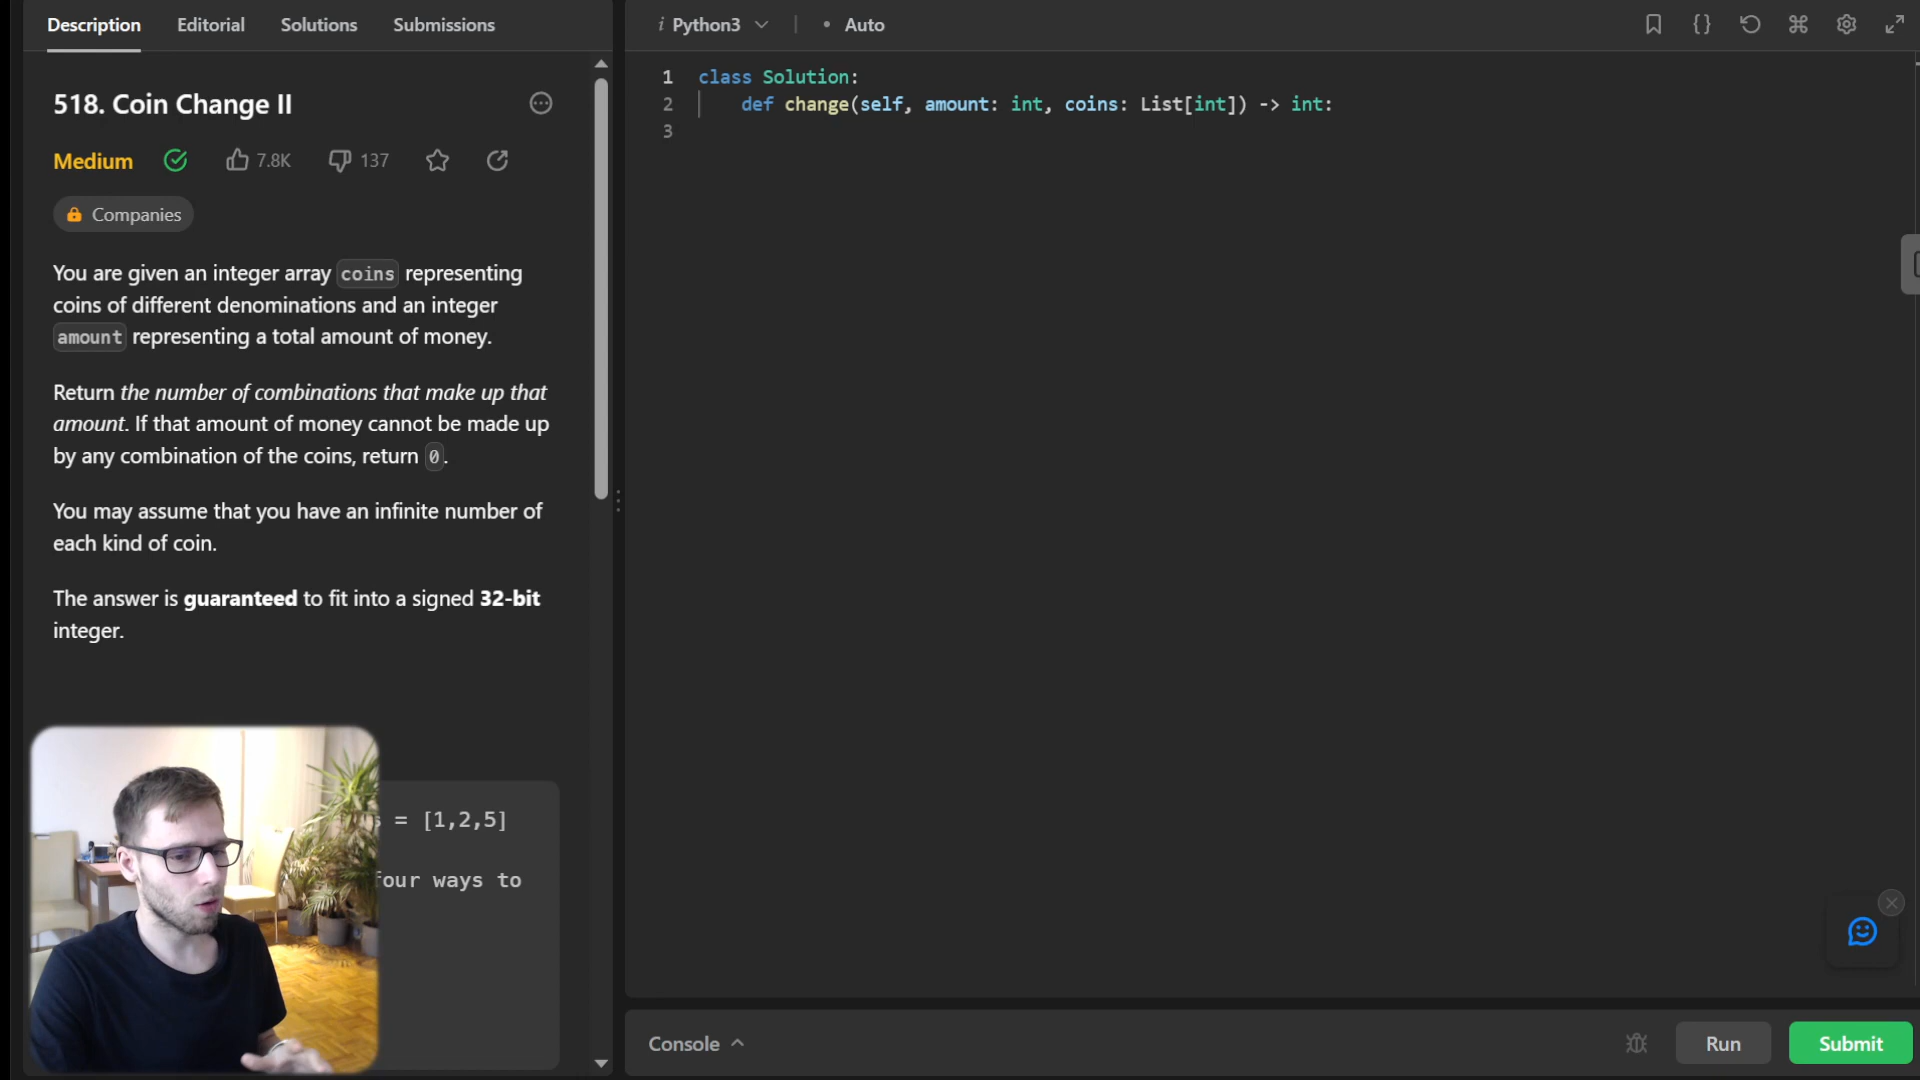 Description Editorial Solutions Submissions
518. Coin Change II
Medium 7.8K 137
Companies
You are given an integer array coins representing
coins of different denominations and an integer
amount representing a total amount of money.
Return the number of combinations that make up that
amount. If that amount of money cannot be made up
by any combination of the coins, return 0.
You may assume that you have an infinite number of
each kind of coin.
The answer is guaranteed to fit into a signed 32-bit
integer.
= [1,2,5]
four ways to
i Python3 • Auto
1 class Solution:
2 def change(self, amount: int, coins: List[int]) -> int:
3
Console Run Submit